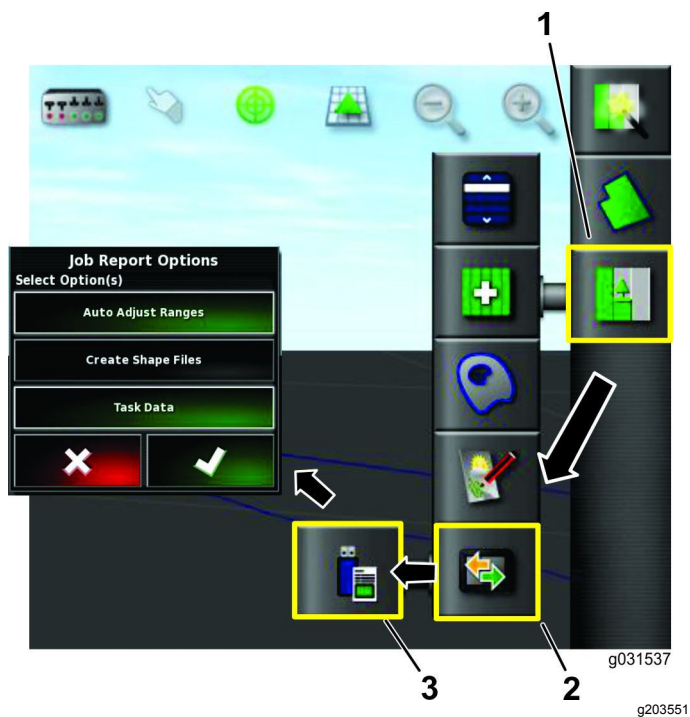 1
Job Report Options
Select Option(s)
Auto Adjust Ranges
Create Shape Files
Task Data
3
2
g031537
g203551